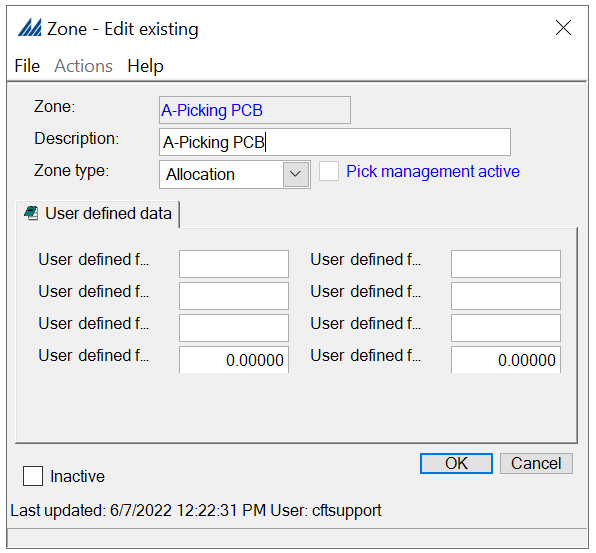 Zone - Edit existing
File Actions Help
Zone: A-Picking PCB
Description: A-Picking PCB
Zone type: Allocation Pick management active
User defined data
User defined f... User defined f...
User defined f... User defined f...
User defined f... User defined f...
User defined f... 0.00000 User defined f... 0.00000
OK Cancel
Inactive
Last updated: 6/7/2022 12:22:31 PM User: cftsupport